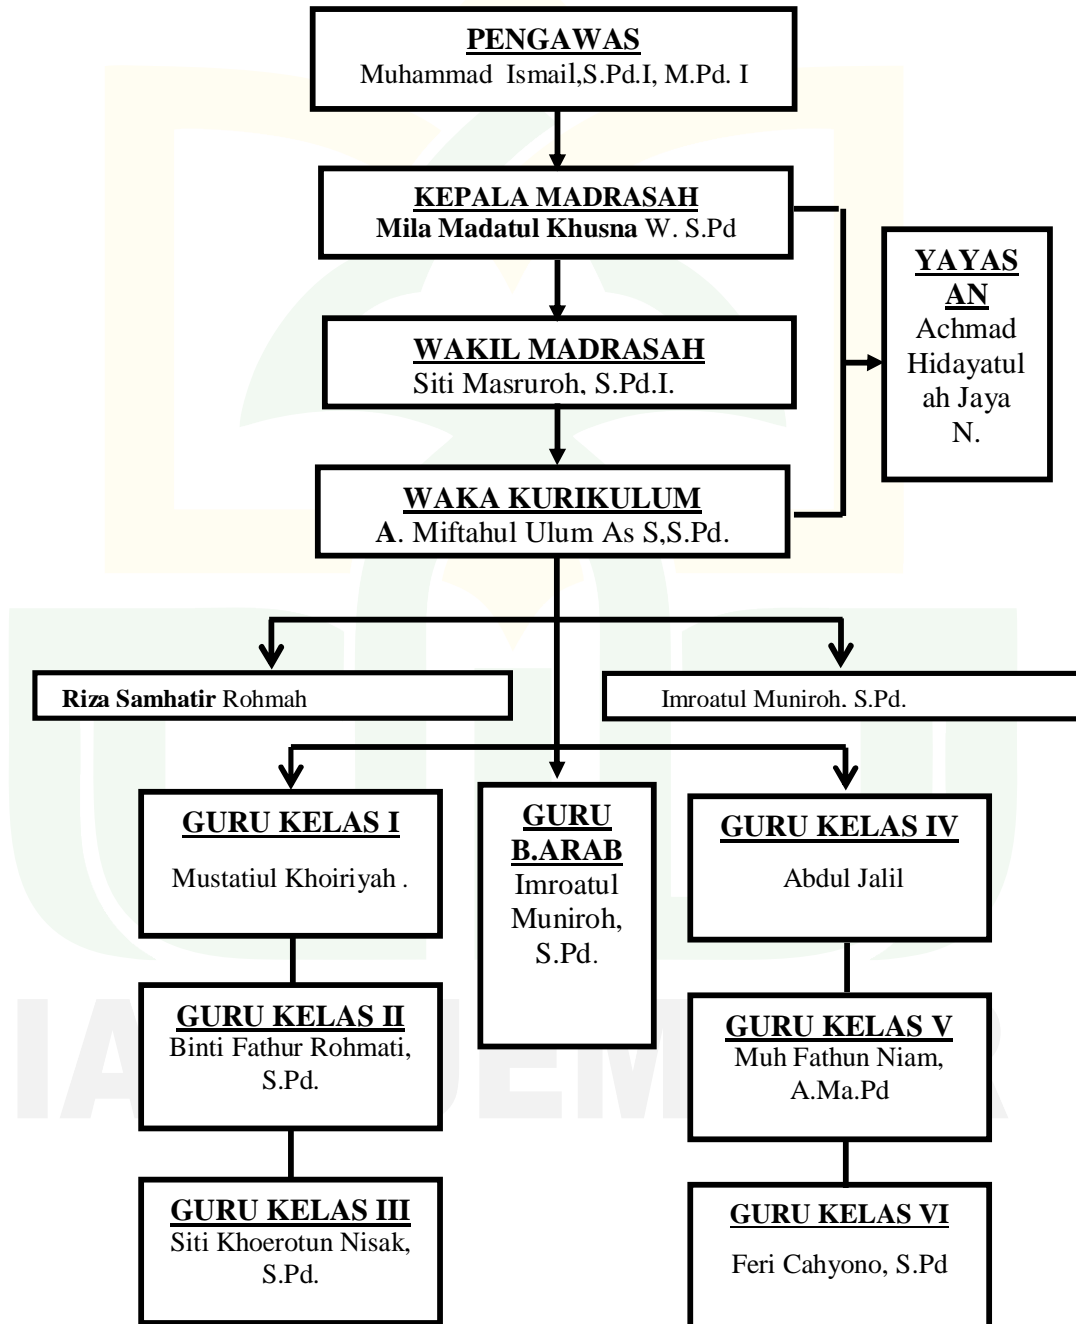 PENGAWAS
Muhammad Ismail,S.Pd.I, M.Pd. I
KEPALA MADRASAH
Mila Madatul Khusna W. S.Pd
YAYAS
AN
Achmad
Hidayatul
ah Jaya
N.
WAKIL MADRASAH
Siti Masruroh, S.Pd.I.
WAKA KURIKULUM
A. Miftahul Ulum As S,S.Pd.
Riza Samhatir Rohmah
Imroatul Muniroh, S.Pd.
GURU KELAS I
Mustatiul Khoiriyah .
GURU
B.ARAB
Imroatul
Muniroh,
S.Pd.
GURU KELAS IV
Abdul Jalil
GURU KELAS II
Binti Fathur Rohmati,
S.Pd.
GURU KELAS V
Muh Fathun Niam,
A.Ma.Pd
GURU KELAS III
Siti Khoerotun Nisak,
S.Pd.
GURU KELAS VI
Feri Cahyono, S.Pd